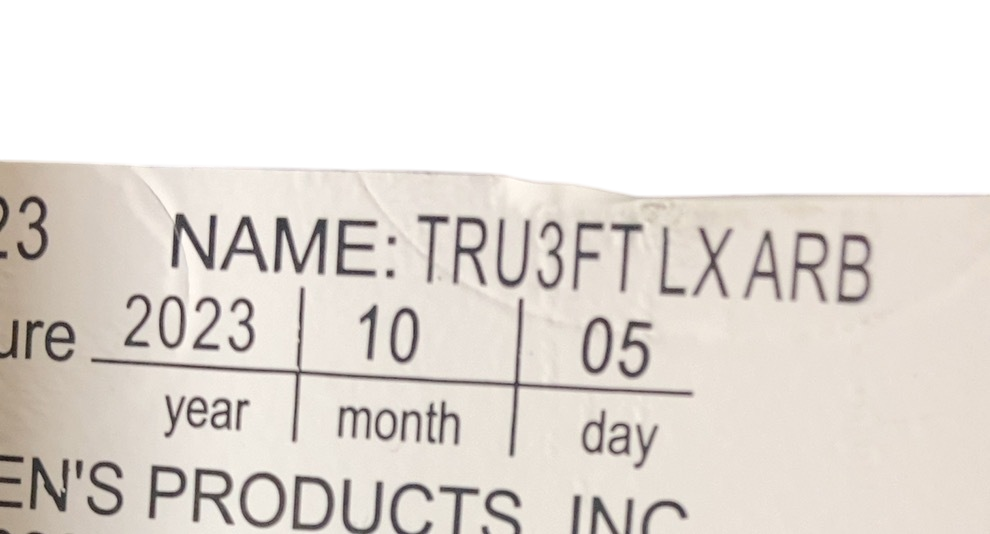 23 NAME: TRU3FT LX ARB
ure 2023 10 05
year month day
EN'S PRODUCTS, INC